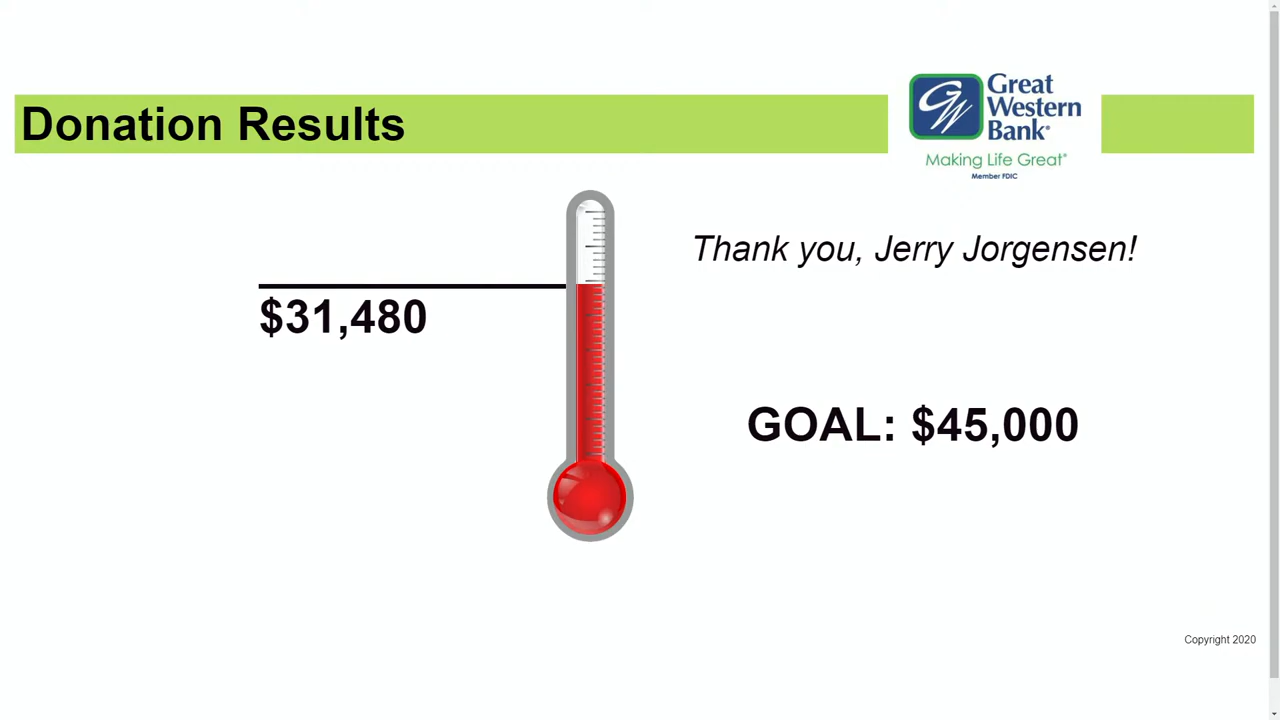 Donation Results
GW
Great
Western
Bank®
Making Life Great®
Member FDIC
Thank you, Jerry Jorgensen!
$31,480
GOAL: $45,000
Copyright 2020